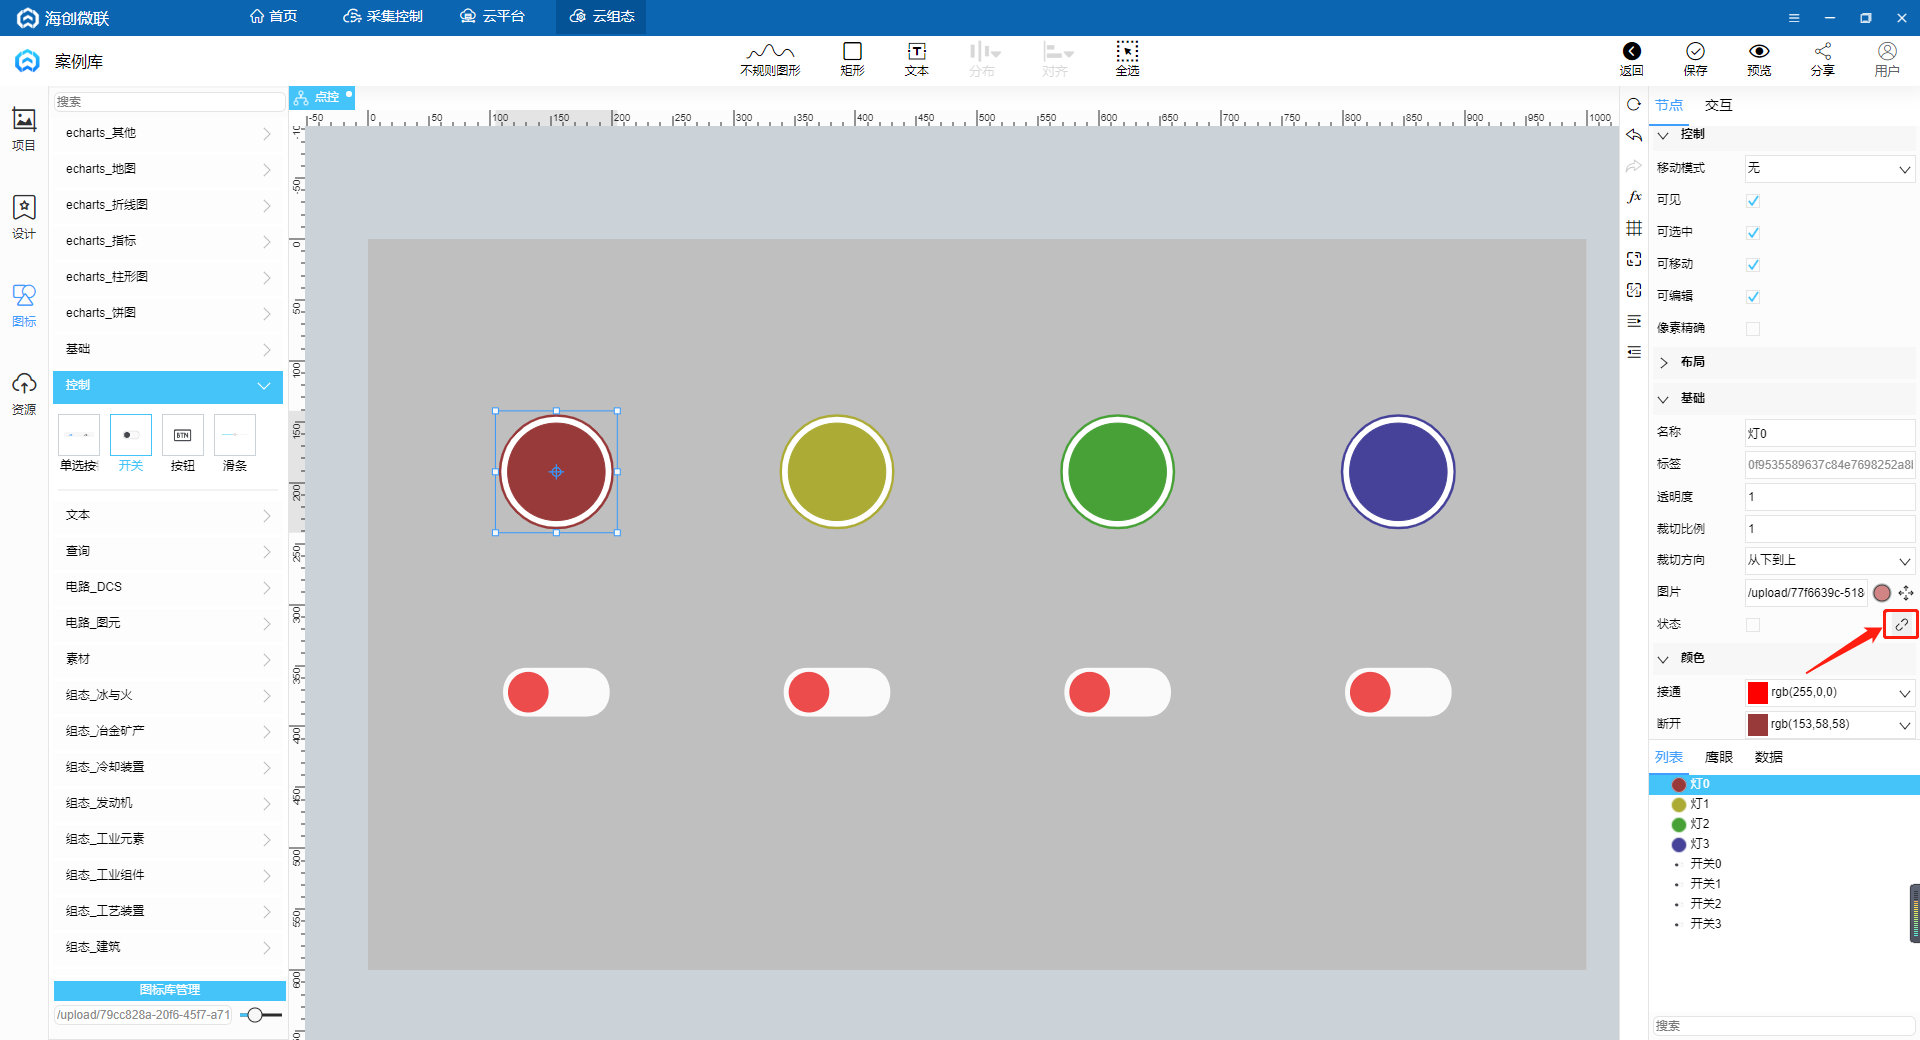 海创微联
首页
采集控制
云平台
云组态
案例库
不规则图形
矩形
文本
分布
对齐
全选
返回
保存
预览
分享
用户
项目
设计
图标
资源
搜索
echarts_其他
echarts_地图
echarts_折线图
echarts_指标
echarts_柱形图
echarts_饼图
基础
控制
BTN
单选按
开关
按钮
滑条
文本
查询
电路_DCS
电路_图元
素材
组态_冰与火
组态_冶金矿产
组态_冷却装置
组态_发动机
组态_工业元素
组态_工业组件
组态_工艺装置
组态_建筑
图标库管理
/upload/79cc828a-20f6-45f7-a71
点控
-50 0 50 100 150 200 250 300 350 400 450 500 550 600 650 700 750 800 850 900 950 1000
-50
0
50
100
150
200
250
300
350
400
450
500
550
600
fx
节点 交互
控制
移动模式 无
可见
可选中
可移动
可编辑
像素精确
布局
基础
名称 灯0
标签 0f9535589637c84e7698252a8l
透明度 1
裁切比例 1
裁切方向 从下到上
图片 /upload/77f6639c-518
状态
颜色
接通 rgb(255,0,0)
断开 rgb(153,58,58)
列表 鹰眼 数据
灯0
灯1
灯2
灯3
开关0
开关1
开关2
开关3
搜索